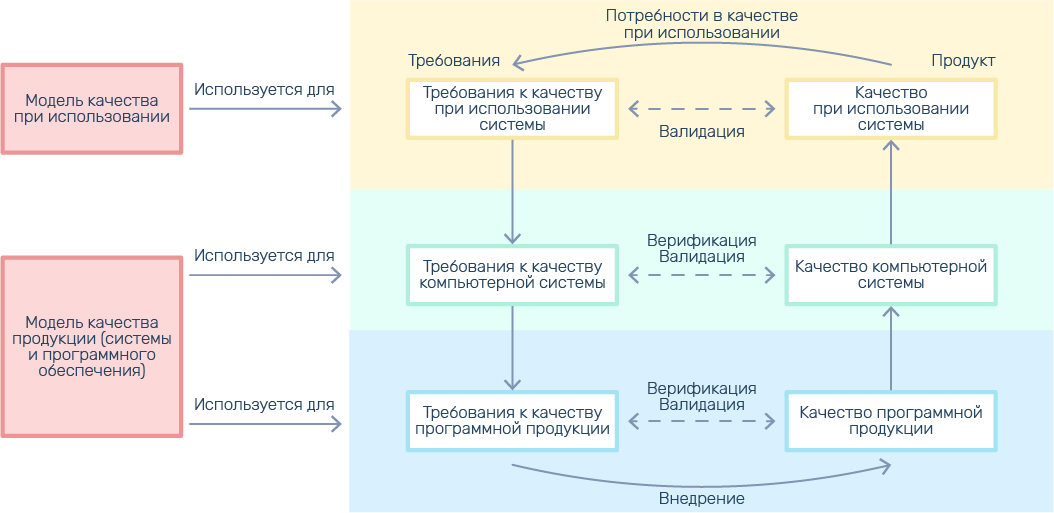 Потребности в качестве
при использовании
Требования
Продукт
Модель качества
при использовании
Используется для
Требования к качеству
при использовании
системы
Валидация
Качество
при использовании
системы
Модель качества
продукции (системы
и программного
обеспечения)
Используется для
Требования к качеству
компьютерной системы
Верификация
Валидация
Качество компьютерной
системы
Используется для
Требования к качеству
программной продукции
Верификация
Валидация
Качество программной
продукции
Внедрение